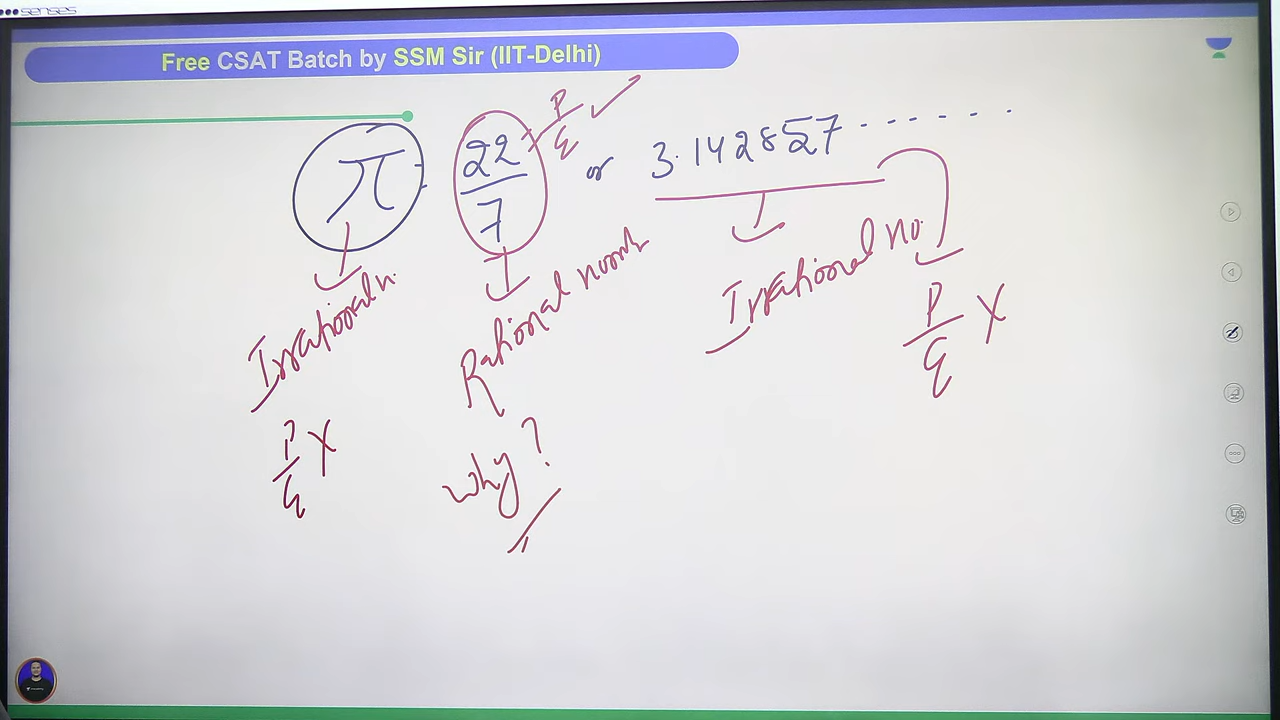 senses
Free CSAT Batch by SSM Sir (IIT-Delhi)
π 22/7 P/q ✓ or 3.142857 - - - - - -
Irrational n.
P/q X
Rational numb
Why?
Irrational no.
P/q X